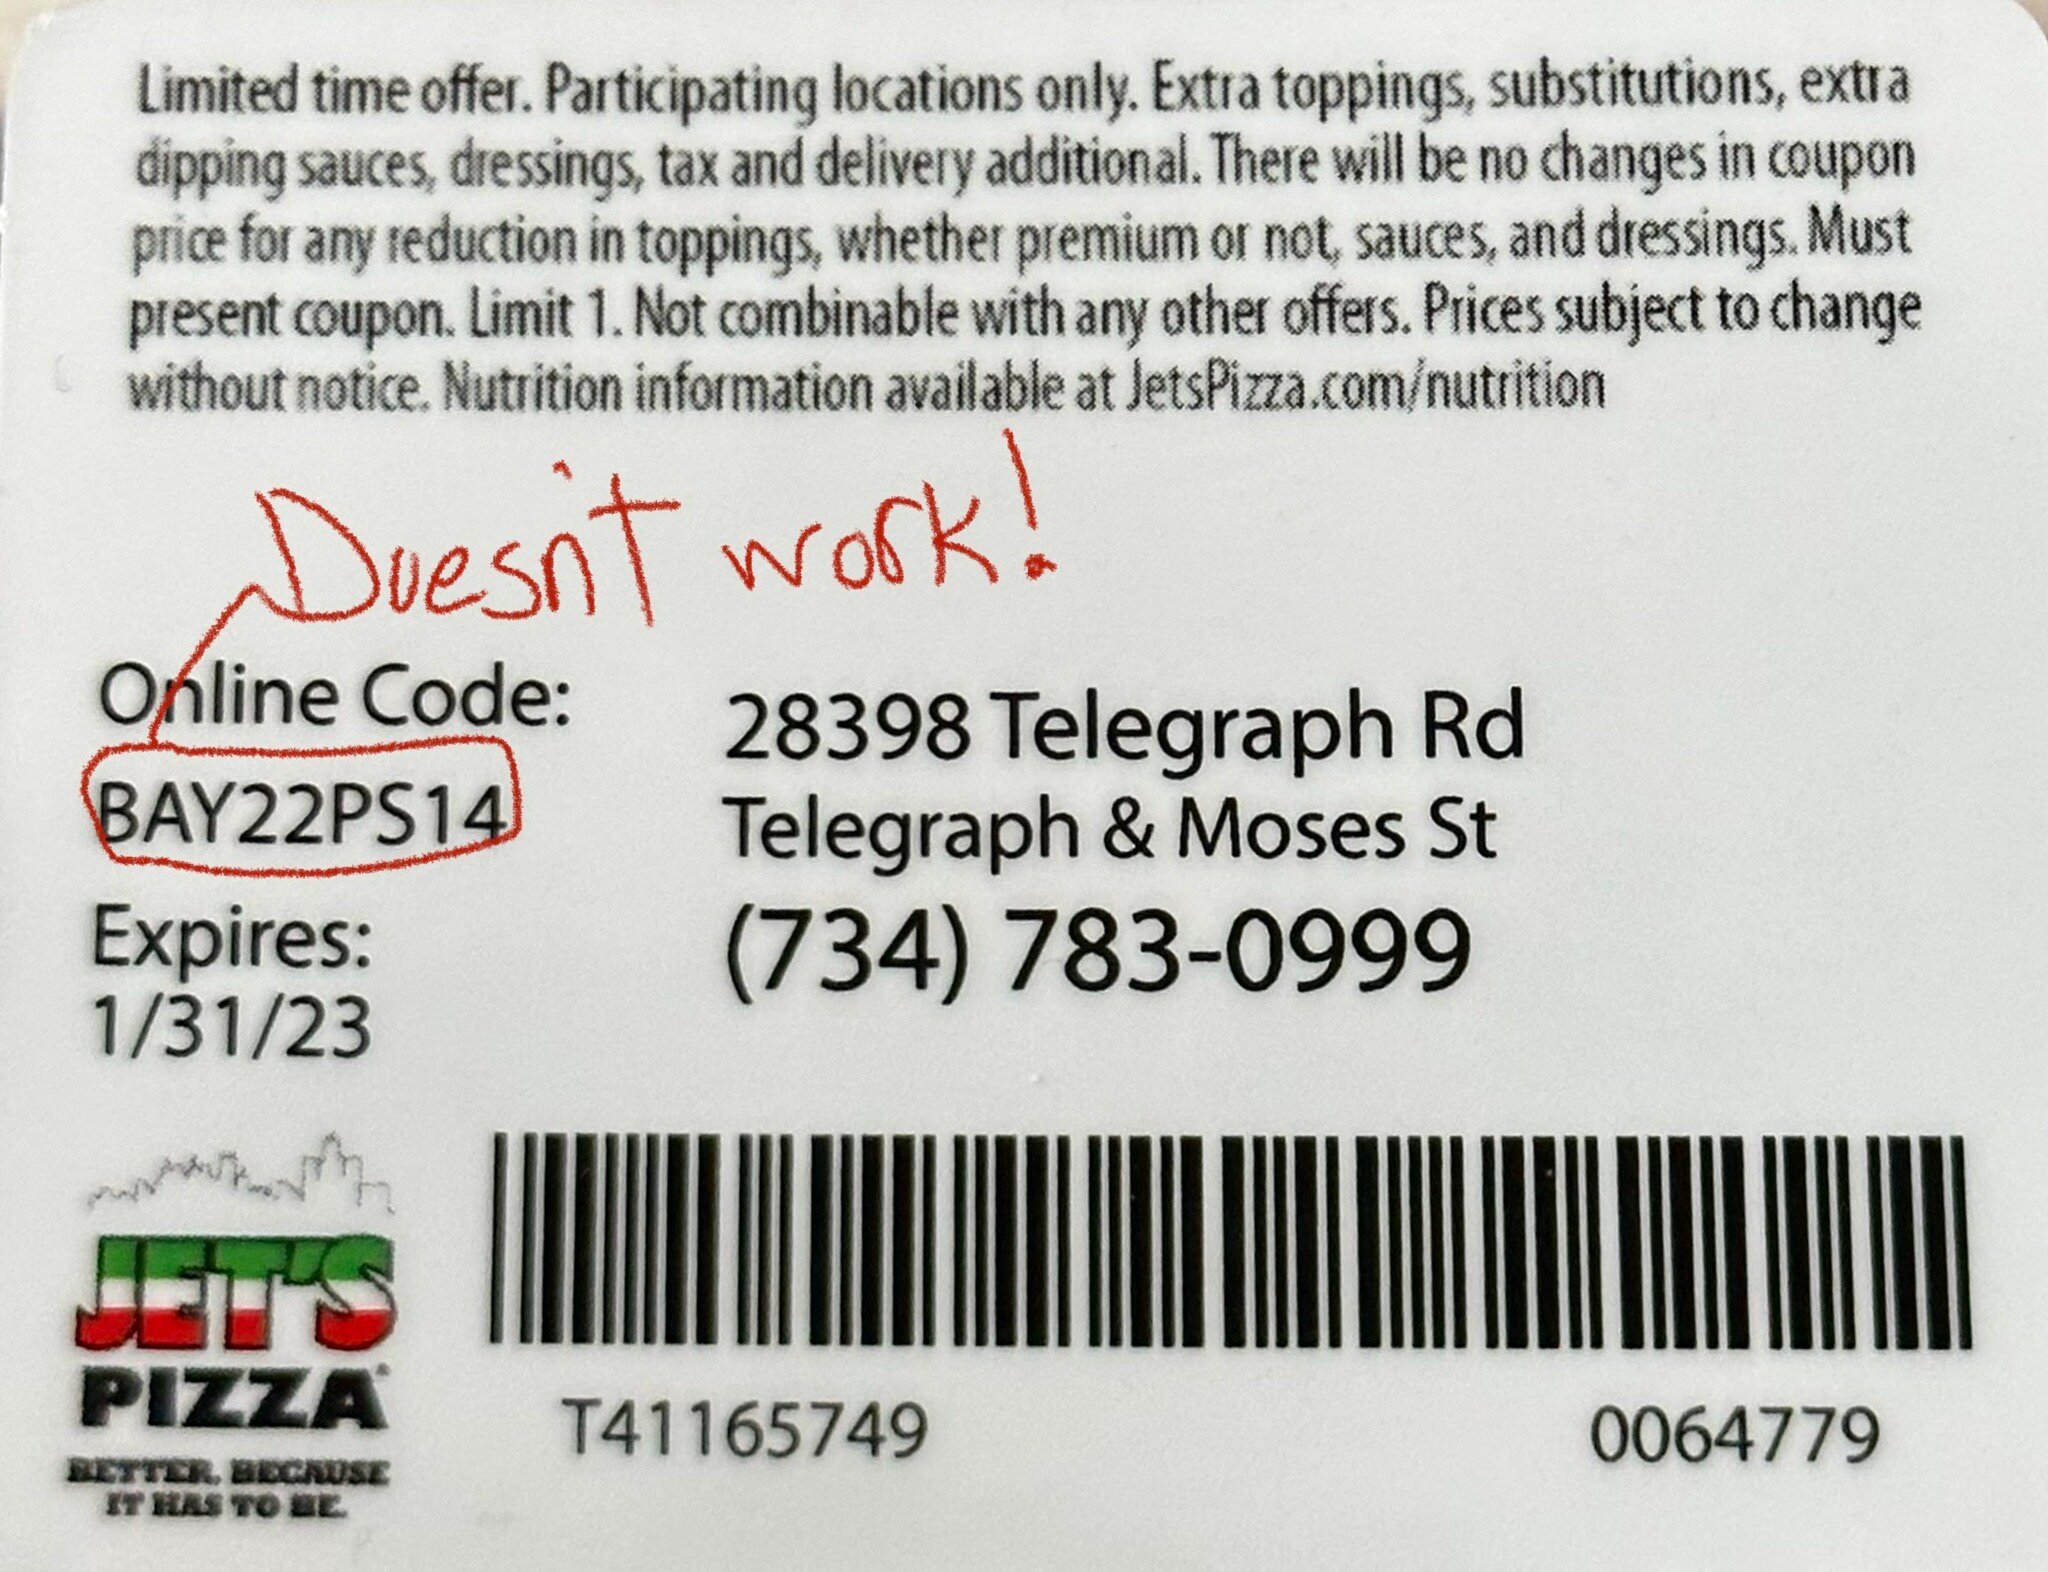 Limited time offer. Participating locations only. Extra toppings, substitutions, extra
dipping sauces, dressings, tax and delivery additional. There will be no changes in coupon
price for any reduction in toppings, whether premium or not, sauces, and dressings. Must
present coupon. Limit 1. Not combinable with any other offers. Prices subject to change
without notice. Nutrition information available at JetsPizza.com/nutrition
Doesn't work!
Online Code:
BAY22PS14
Expires:
1/31/23
28398 Telegraph Rd
Telegraph & Moses St
(734) 783-0999
JET'S
PIZZA®
BETTER. BECAUSE
IT HAS TO BE.
T41165749
0064779